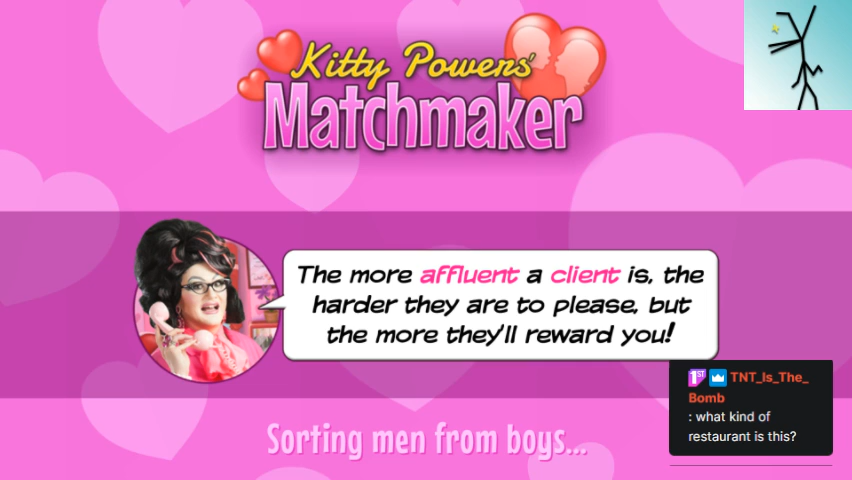 Kitty Powers'
Matchmaker
The more affluent a client is, the
harder they are to please, but
the more they'll reward you!
Sorting men from boys...
1ST TNT_Is_The_
Bomb
: what kind of
restaurant is this?